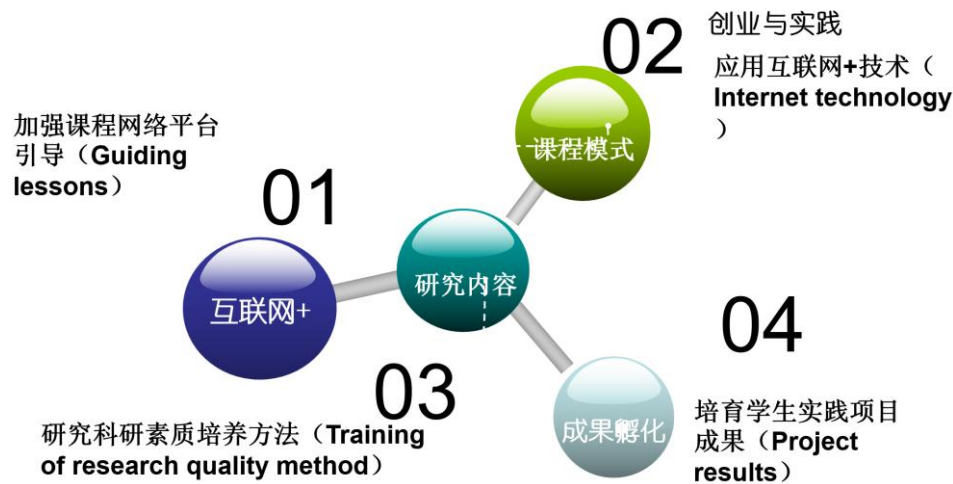 01
加强课程网络平台
引导（Guiding
lessons）
互联网+
02
创业与实践
应用互联网+技术（
Internet technology
）
课程模式
研究内容
03
研究科研素质培养方法（Training
of research quality method）
04
培育学生实践项目
成果（Project
results）
成果孵化